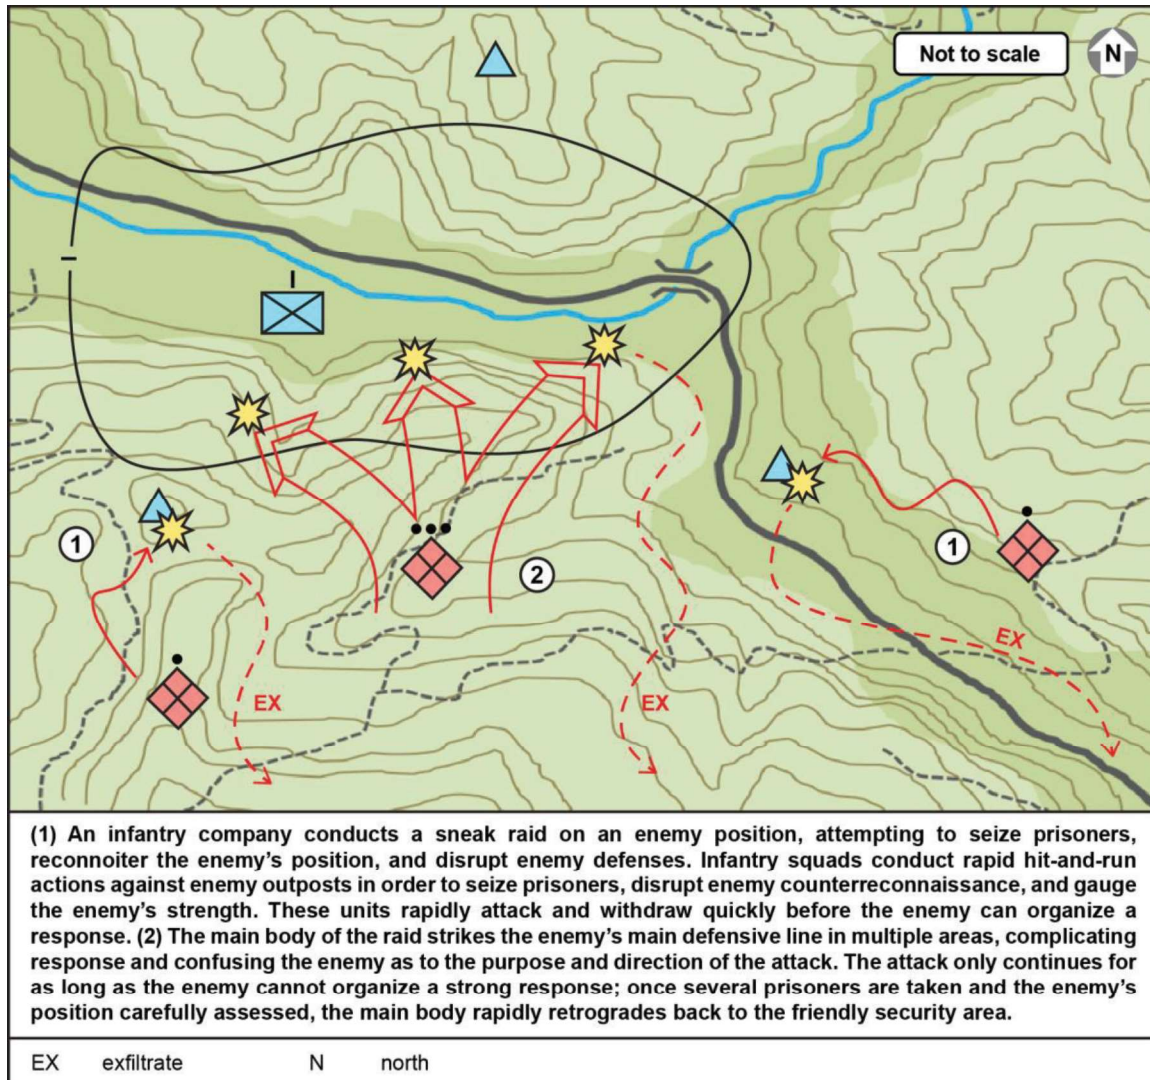 Not to scale
N
1
1
2
EX
EX
EX
(1) An infantry company conducts a sneak raid on an enemy position, attempting to seize prisoners,
reconnoiter the enemy's position, and disrupt enemy defenses. Infantry squads conduct rapid hit-and-run
actions against enemy outposts in order to seize prisoners, disrupt enemy counterreconnaissance, and gauge
the enemy's strength. These units rapidly attack and withdraw quickly before the enemy can organize a
response. (2) The main body of the raid strikes the enemy's main defensive line in multiple areas, complicating
response and confusing the enemy as to the purpose and direction of the attack. The attack only continues for
as long as the enemy cannot organize a strong response; once several prisoners are taken and the enemy's
position carefully assessed, the main body rapidly retrogrades back to the friendly security area.
EX exfiltrate N north